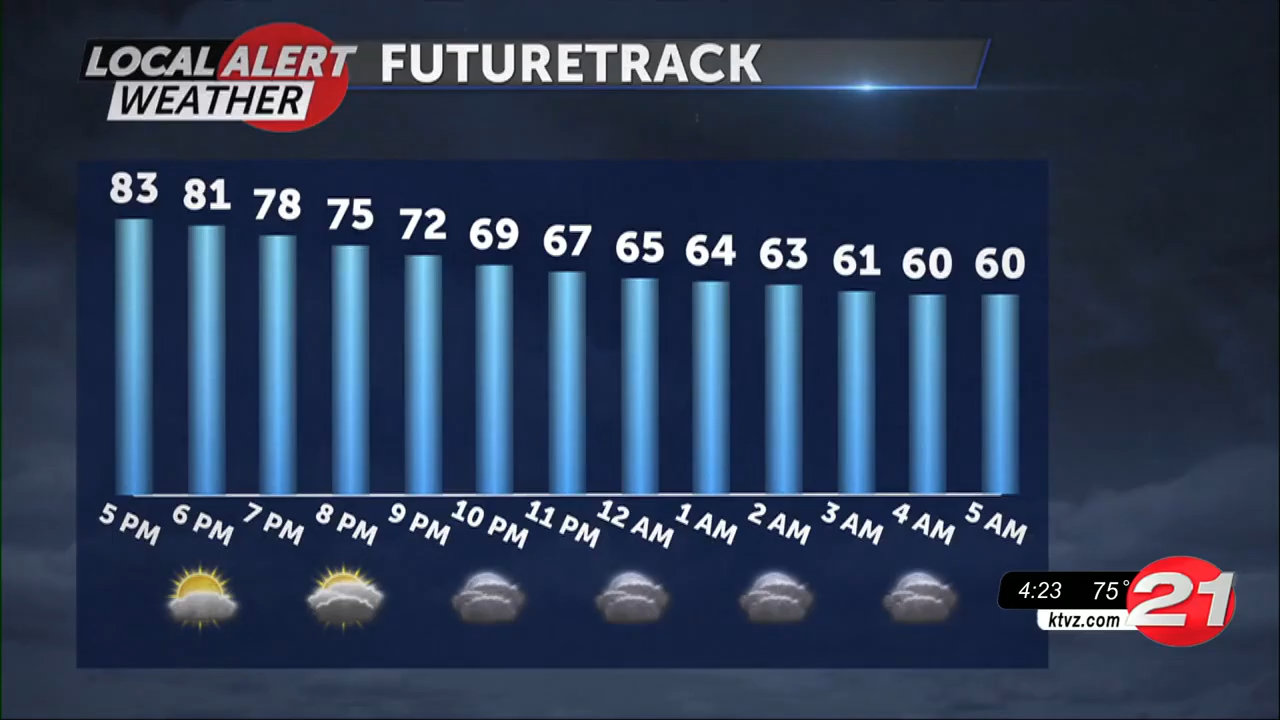 LOCAL ALERT
WEATHER
FUTURETRACK
83 81 78 75 72 69 67 65 64 63 61 60 60
5 PM 6 PM 7 PM 8 PM 9 PM 10 PM 11 PM 12 AM 1 AM 2 AM 3 AM 4 AM 5 AM
4:23 75°
21
ktvz.com